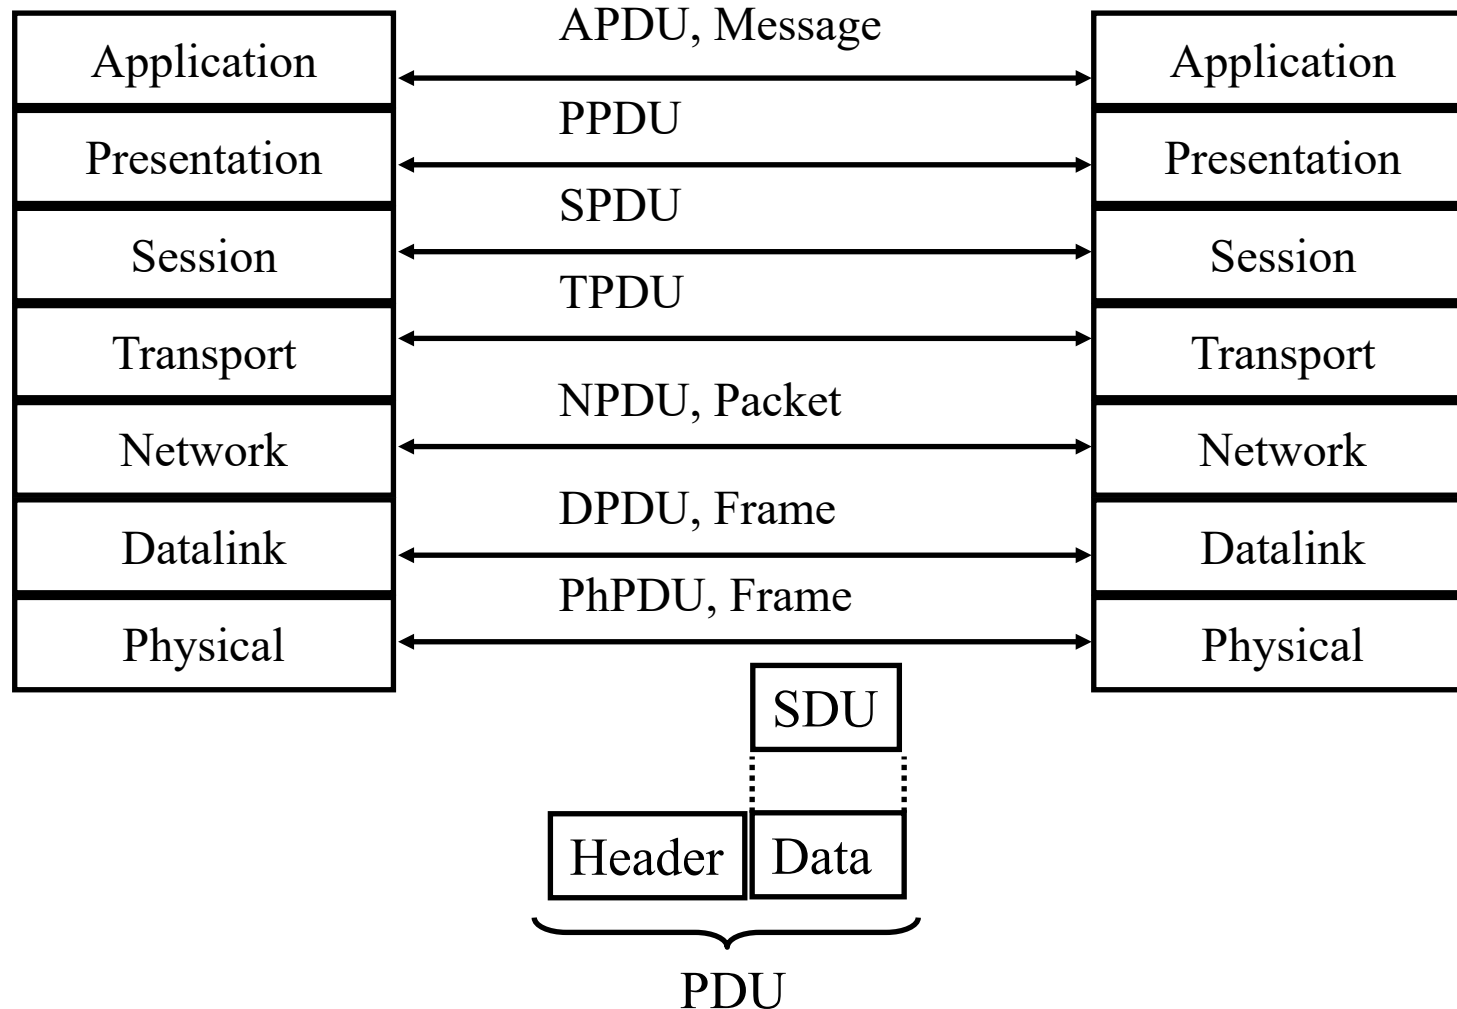 APDU, Message
Application
Application
PPDU
Presentation
Presentation
SPDU
Session
Session
TPDU
Transport
Transport
NPDU, Packet
Network
Network
DPDU, Frame
Datalink
Datalink
PhPDU, Frame
Physical
Physical
SDU
Header
Data
PDU